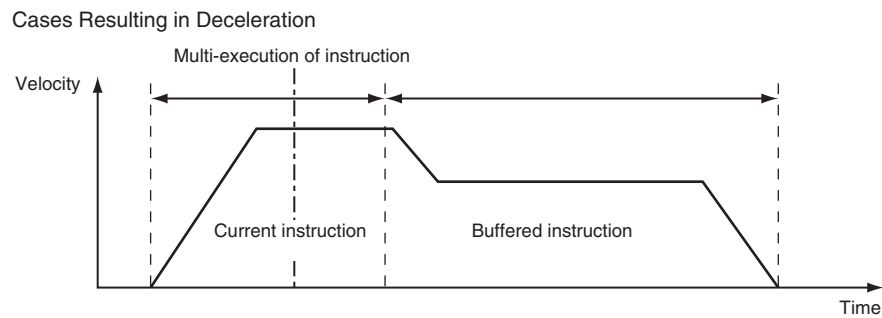 Cases Resulting in Deceleration
Multi-execution of instruction
Velocity
Current instruction
Buffered instruction
Time